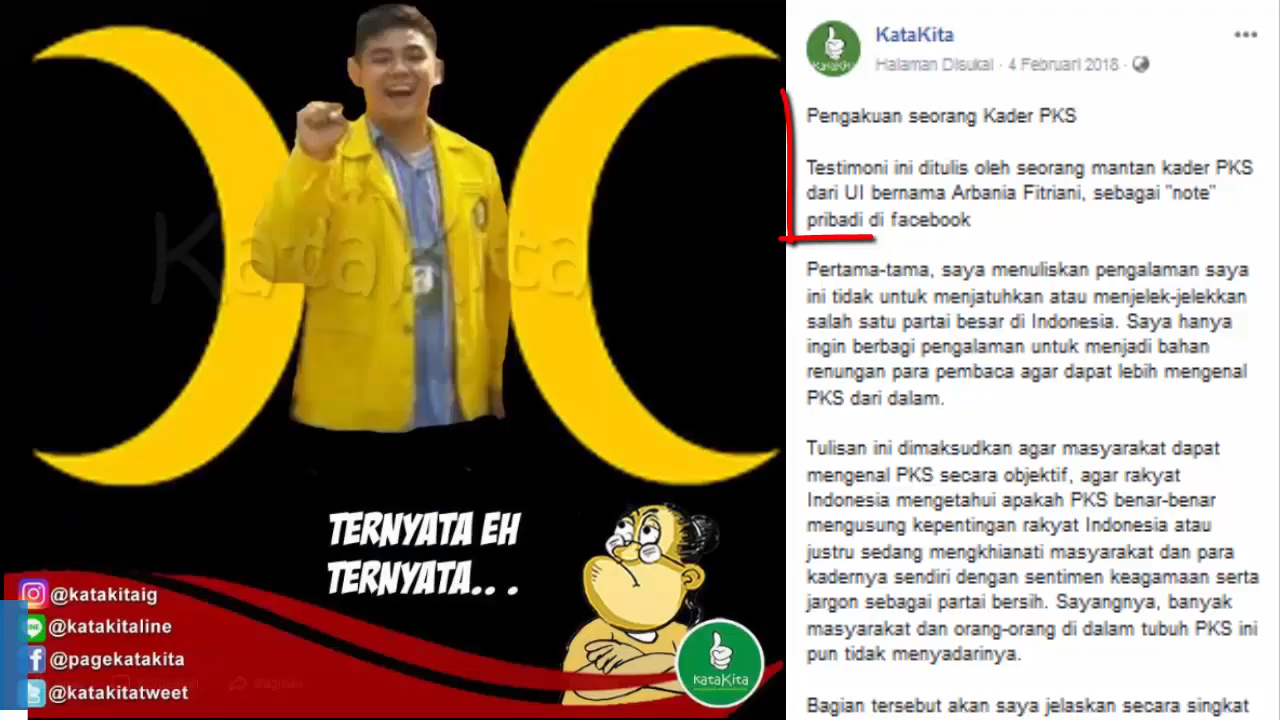 KataKita
TERNYATA EH
TERNYATA.. .
@katakitaig
@katakitaline
@pagekatakita
@katakitatweet
KataKita
KataKita
KataKita
Halaman Disukai · 4 Februari 2018 ·
Pengakuan seorang Kader PKS
Testimoni ini ditulis oleh seorang mantan kader PKS
dari UI bernama Arbania Fitriani, sebagai "note"
pribadi di facebook
Pertama-tama, saya menuliskan pengalaman saya
ini tidak untuk menjatuhkan atau menjelek-jelekkan
salah satu partai besar di Indonesia. Saya hanya
ingin berbagi pengalaman untuk menjadi bahan
renungan para pembaca agar dapat lebih mengenal
PKS dari dalam.
Tulisan ini dimaksudkan agar masyarakat dapat
mengenal PKS secara objektif, agar rakyat
Indonesia mengetahui apakah PKS benar-benar
mengusung kepentingan rakyat Indonesia atau
justru sedang mengkhianati masyarakat dan para
kadernya sendiri dengan sentimen keagamaan serta
jargon sebagai partai bersih. Sayangnya, banyak
masyarakat dan orang-orang di dalam tubuh PKS ini
pun tidak menyadarinya.
Bagian tersebut akan saya jelaskan secara singkat